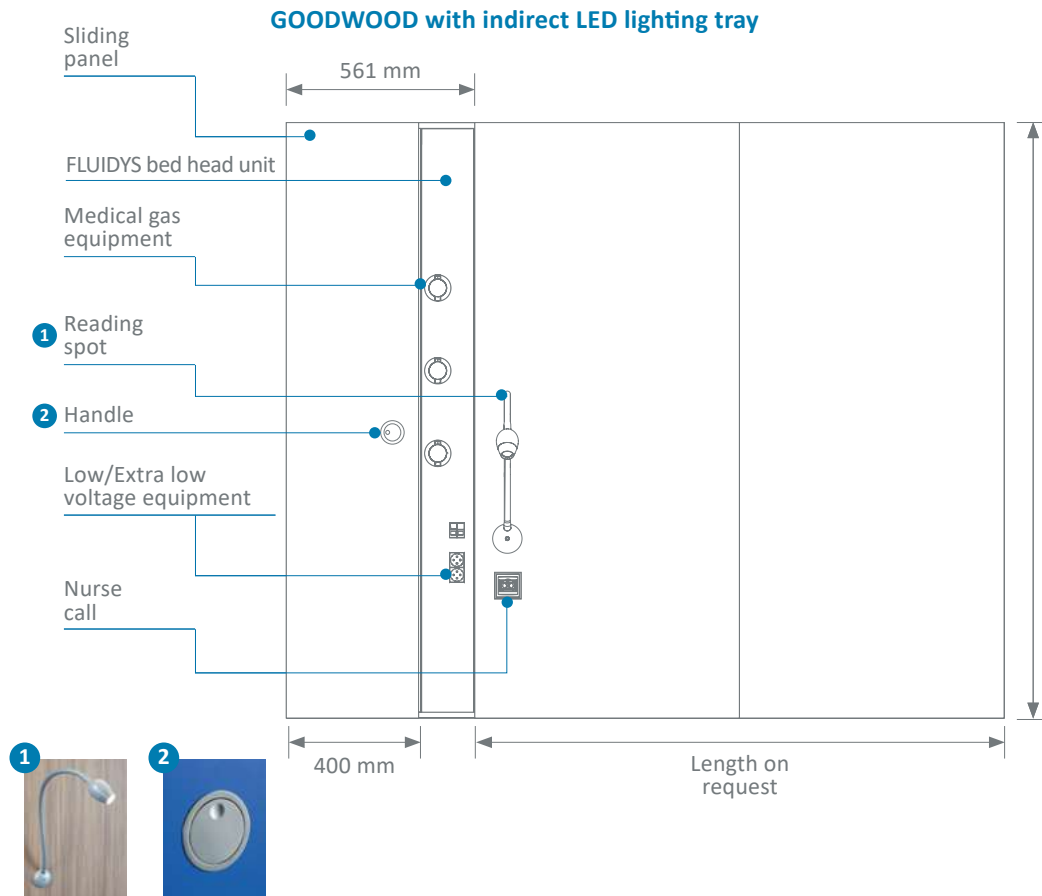 GOODWOOD with indirect LED lighting tray
Sliding
panel
561 mm
FLUIDYS bed head unit
Medical gas
equipment
1
Reading
spot
2
Handle
Low/Extra low
voltage equipment
Nurse
call
1
2
400 mm
Length on
request